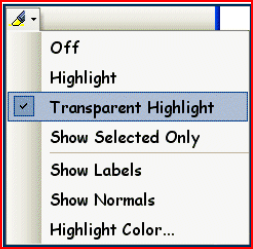 Off
Highlight
Transparent Highlight
Show Selected Only
Show Labels
Show Normals
Highlight Color...